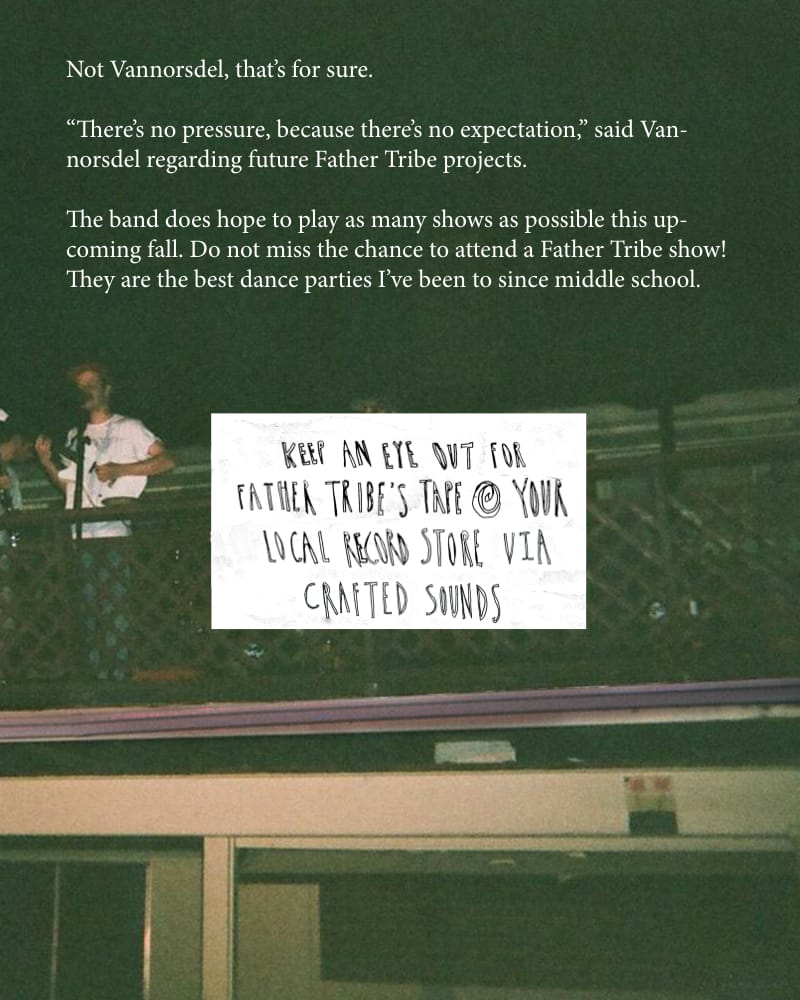 Not Vannorsdel, that’s for sure.
“There’s no pressure, because there’s no expectation,” said Van-
norsdel regarding future Father Tribe projects.
The band does hope to play as many shows as possible this up-
coming fall. Do not miss the chance to attend a Father Tribe show!
They are the best dance parties I’ve been to since middle school.
KEEP AN EYE OUT FOR
FATHER TRIBE'S TAPE @ YOUR
LOCAL RECORD STORE VIA
CRAFTED SOUNDS